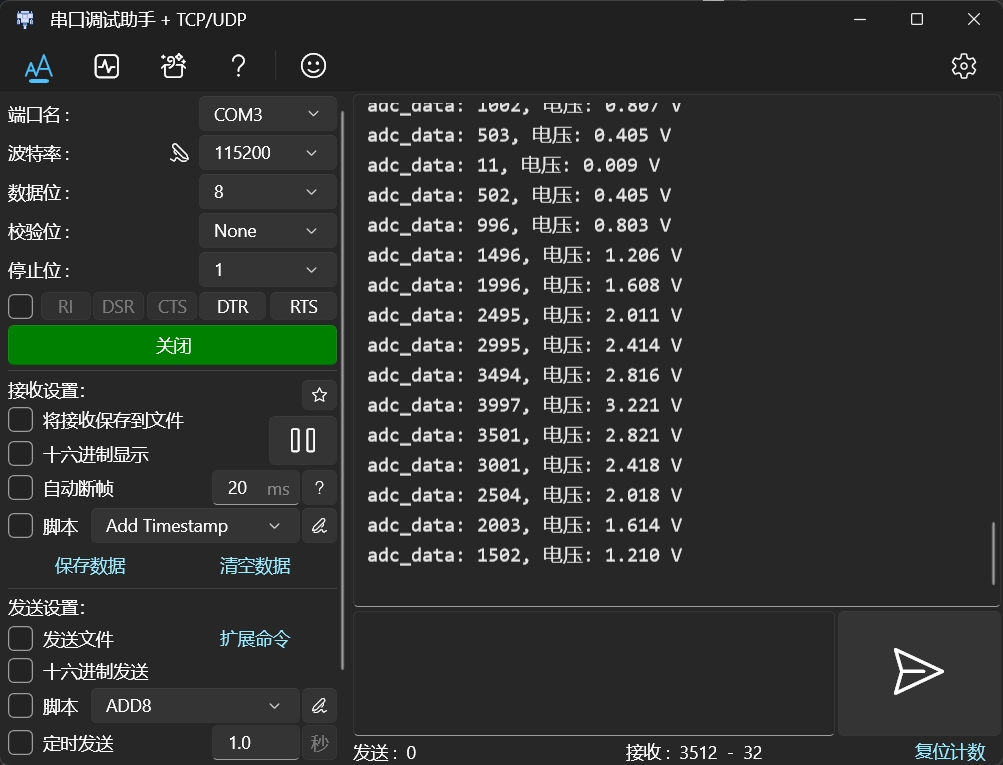 串口调试助手 + TCP/UDP
端口名:
COM3
波特率:
115200
数据位:
8
校验位:
None
停止位:
1
RI DSR CTS DTR RTS
关闭
接收设置:
将接收保存到文件
十六进制显示
自动断帧
20 ms ?
脚本
Add Timestamp
保存数据
清空数据
发送设置:
发送文件
扩展命令
十六进制发送
脚本
ADD8
定时发送
1.0 秒
adc_data: 1002, 电压: 0.807 V
adc_data: 503, 电压: 0.405 V
adc_data: 11, 电压: 0.009 V
adc_data: 502, 电压: 0.405 V
adc_data: 996, 电压: 0.803 V
adc_data: 1496, 电压: 1.206 V
adc_data: 1996, 电压: 1.608 V
adc_data: 2495, 电压: 2.011 V
adc_data: 2995, 电压: 2.414 V
adc_data: 3494, 电压: 2.816 V
adc_data: 3997, 电压: 3.221 V
adc_data: 3501, 电压: 2.821 V
adc_data: 3001, 电压: 2.418 V
adc_data: 2504, 电压: 2.018 V
adc_data: 2003, 电压: 1.614 V
adc_data: 1502, 电压: 1.210 V
发送 : 0
接收 : 3512 - 32
复位计数